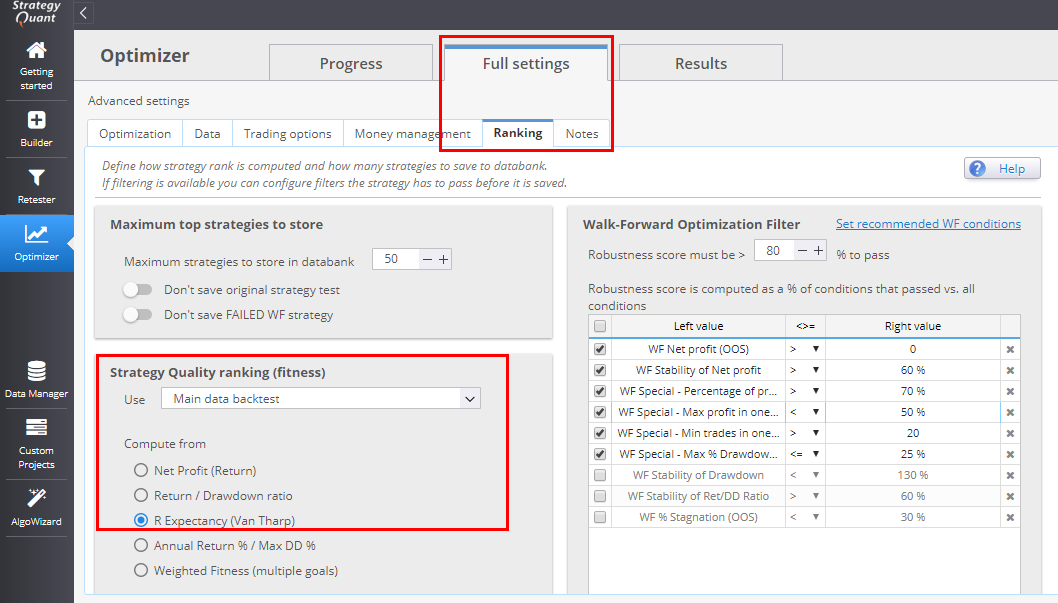 Strategy
Quant
Getting
started
Builder
Retester
Optimizer
Data Manager
Custom
Projects
AlgoWizard
Optimizer
Progress
Full settings
Results
Advanced settings
Optimization
Data
Trading options
Money management
Ranking
Notes
Define how strategy rank is computed and how many strategies to save to databank.
If filtering is available you can configure filters the strategy has to pass before it is saved.
? Help
Maximum top strategies to store
Maximum strategies to store in databank 50 − +
Don't save original strategy test
Don't save FAILED WF strategy
Strategy Quality ranking (fitness)
Use Main data backtest
Compute from
Net Profit (Return)
Return / Drawdown ratio
R Expectancy (Van Tharp)
Annual Return % / Max DD %
Weighted Fitness (multiple goals)
Walk-Forward Optimization Filter Set recommended WF conditions
Robustness score must be > 80 − + % to pass
Robustness score is computed as a % of conditions that passed vs. all
conditions
Left value <>= Right value
WF Net profit (OOS) > 0
WF Stability of Net profit > 60 %
WF Special - Percentage of pr... > 70 %
WF Special - Max profit in one... < 50 %
WF Special - Min trades in one... > 20
WF Special - Max % Drawdow... <= 25 %
WF Stability of Drawdown < 130 %
WF Stability of Ret/DD Ratio > 60 %
WF % Stagnation (OOS) < 30 %